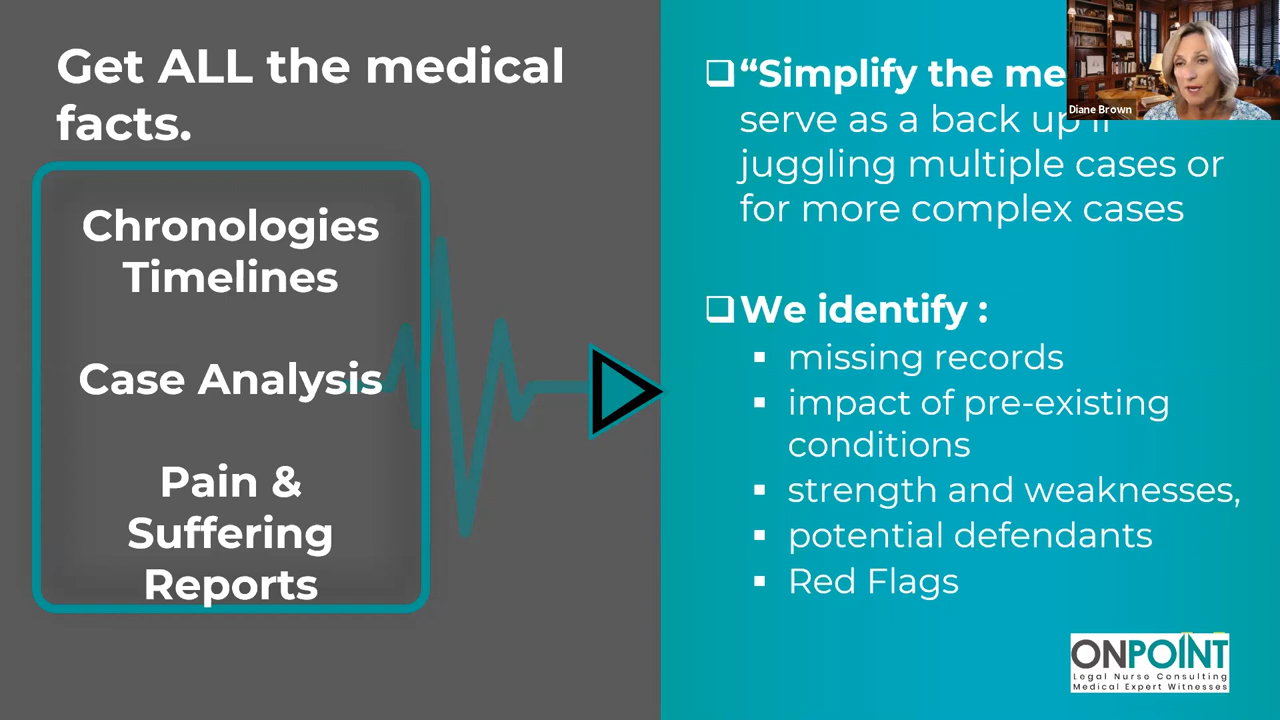 Get ALL the medical
facts.
Chronologies
Timelines
Case Analysis
Pain &
Suffering
Reports
❑“Simplify the me
serve as a back up if
juggling multiple cases or
for more complex cases
❑We identify :
▪ missing records
▪ impact of pre-existing
conditions
▪ strength and weaknesses,
▪ potential defendants
▪ Red Flags
Diane Brown
ONPOINT
Legal Nurse Consulting
Medical Expert Witnesses